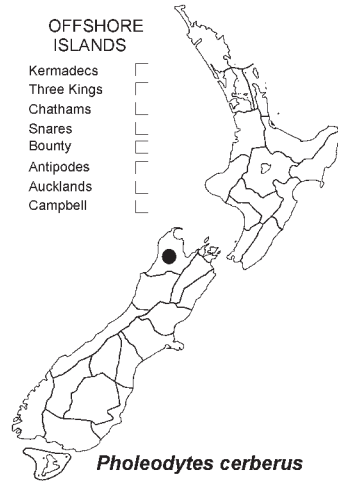 OFFSHORE
ISLANDS
Kermadecs
Three Kings
Chathams
Snares
Bounty
Antipodes
Aucklands
Campbell
Pholeodytes cerberus